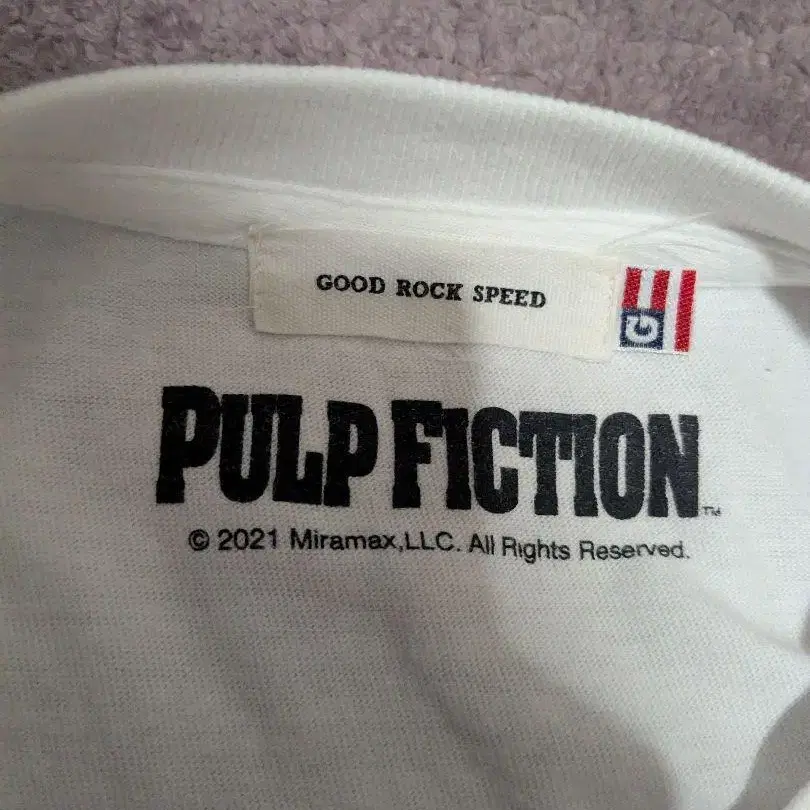 GOOD ROCK SPEED
G
PULP FICTION™
© 2021 Miramax,LLC. All Rights Reserved.